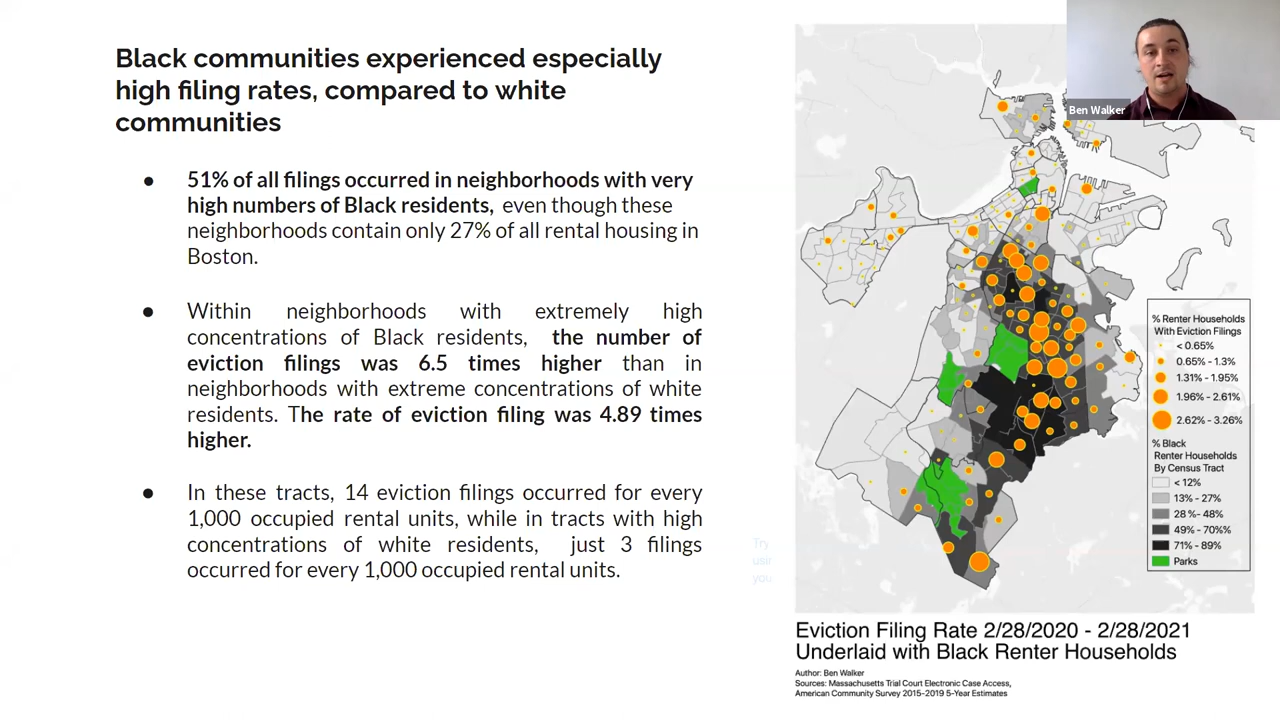 Black communities experienced especially
high filing rates, compared to white
communities
● 51% of all filings occurred in neighborhoods with very
high numbers of Black residents, even though these
neighborhoods contain only 27% of all rental housing in
Boston.
● Within neighborhoods with extremely high
concentrations of Black residents, the number of
eviction filings was 6.5 times higher than in
neighborhoods with extreme concentrations of white
residents. The rate of eviction filing was 4.89 times
higher.
● In these tracts, 14 eviction filings occurred for every
1,000 occupied rental units, while in tracts with high
concentrations of white residents, just 3 filings
occurred for every 1,000 occupied rental units.
Try
usin
you
Ben Walker
% Renter Households
With Eviction Filings
< 0.65%
0.65% - 1.3%
1.31% - 1.95%
1.96% - 2.61%
2.62% - 3.26%
% Black
Renter Households
By Census Tract
< 12%
13% - 27%
28 %- 48%
49% - 70%%
71% - 89%
Parks
Eviction Filing Rate 2/28/2020 - 2/28/2021
Underlaid with Black Renter Households
Author: Ben Walker
Sources: Massachusetts Trial Court Electronic Case Access,
American Community Survey 2015-2019 5-Year Estimates